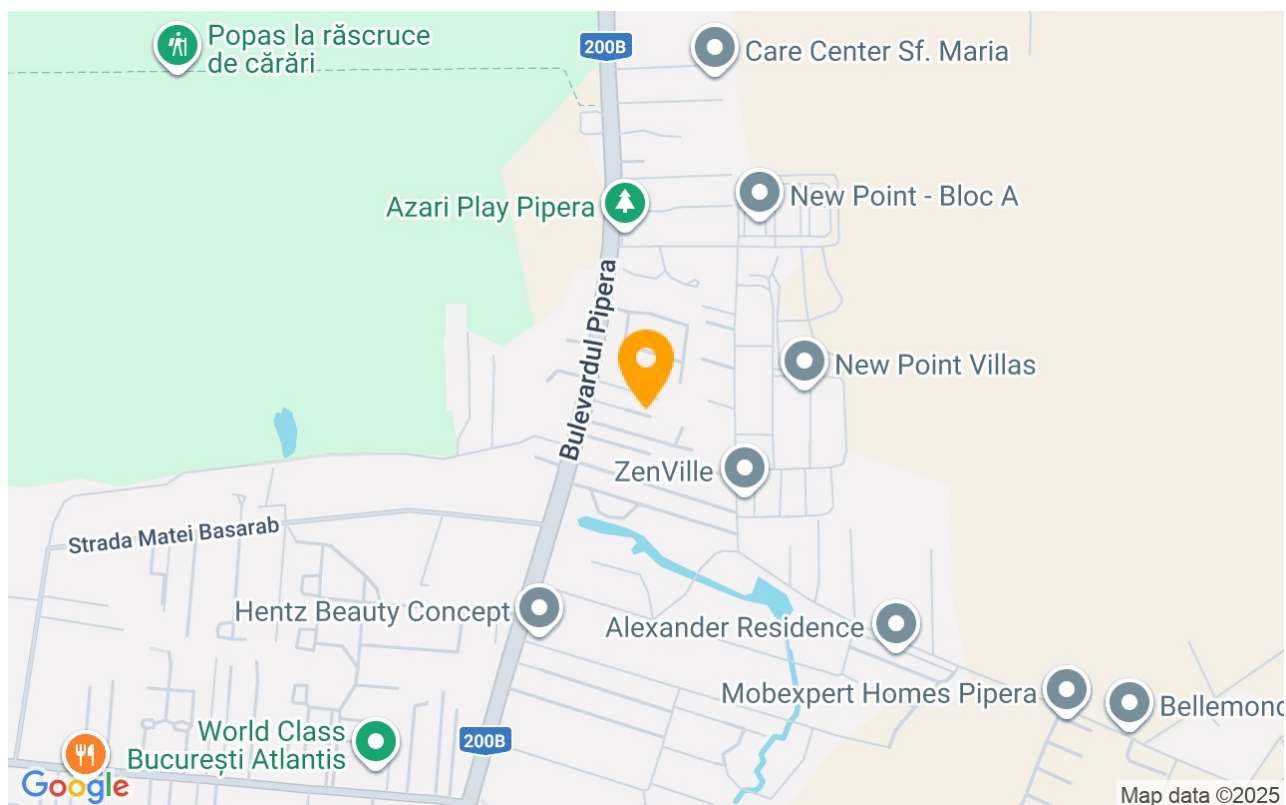 Popas la răscruce
de cărări
200B
Care Center Sf. Maria
Azari Play Pipera
New Point - Bloc A
Bulevardul Pipera
New Point Villas
ZenVille
Strada Matei Basarab
Hentz Beauty Concept
Alexander Residence
Mobexpert Homes Pipera
Bellemond
World Class
București Atlantis
200B
Google
Map data ©2025